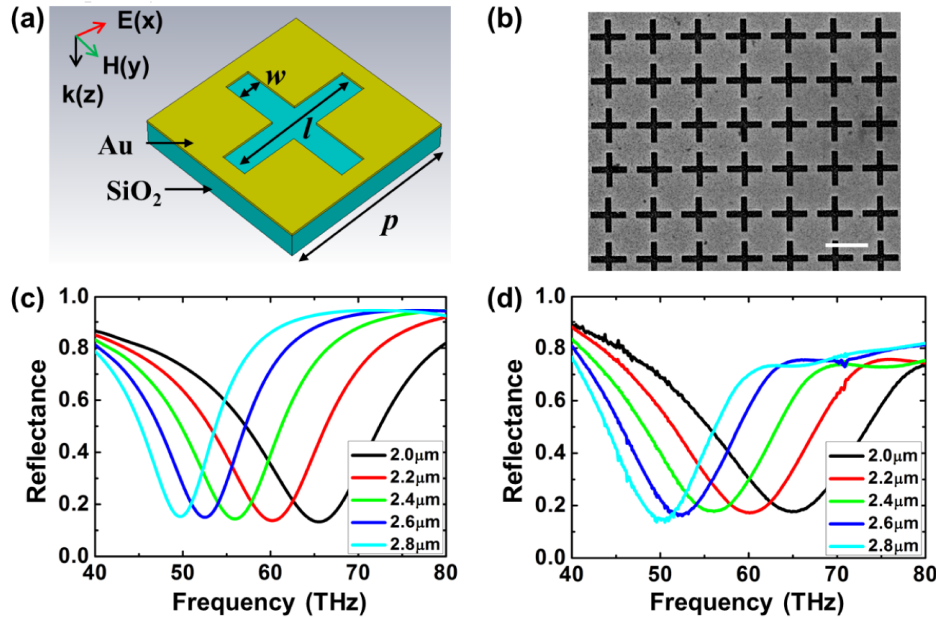 (a)
E(x)
H(y)
k(z)
w
l
Au
SiO2
p
(b)
(c)
1.0
0.8
0.6
0.4
0.2
0.0
Reflectance
2.0μm
2.2μm
2.4μm
2.6μm
2.8μm
40 50 60 70 80
Frequency (THz)
(d)
1.0
0.8
0.6
0.4
0.2
0.0
Reflectance
2.0μm
2.2μm
2.4μm
2.6μm
2.8μm
40 50 60 70 80
Frequency (THz)